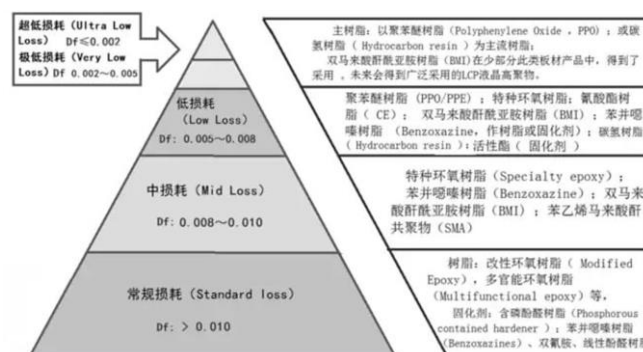 超低损耗(Ultra Low
Loss) Df≤0.002
极低损耗(Very Low
Loss) Df 0.002~0.005
低损耗
(Low Loss)
Df: 0.005~0.008
中损耗(Mid Loss)
Df: 0.008~0.010
常规损耗(Standard loss)
Df: > 0.010
主树脂：以聚苯醚树脂(Polyphenylene Oxide ，PPO)；或碳
氢树脂( Hydrocarbon resin )为主流树脂；
双马来酸酐酰亚胺树脂(BMI)在少部分此类板材产品中，得到了
采用 。未来会得到广泛采用的LCP液晶高聚物。
聚苯醚树脂(PPO/PPE)；特种环氧树脂；氰酸酯树
脂( CE)； 双马来酸酐酰亚胺树脂(BMI)；苯并噁
嗪树脂 (Benzoxazine，作树脂或固化剂)；碳氢树脂
( Hydrocarbon resin )；活性酯( 固化剂 )
特种环氧树脂(Specialty epoxy)；
苯并噁嗪树脂(Benzoxazine)；双马来
酸酐酰亚胺树脂(BMI)；苯乙烯马来酸酐
共聚物(SMA)
树脂：改性环氧树脂( Modified
Epoxy)，多官能环氧树脂
(Multifunctional epoxy)等，
固化剂：含磷酚醛树脂(Phosphorous
contained hardener )；苯并噁嗪树脂
(Benzoxazines)、双氰胺、线性酚醛树脂